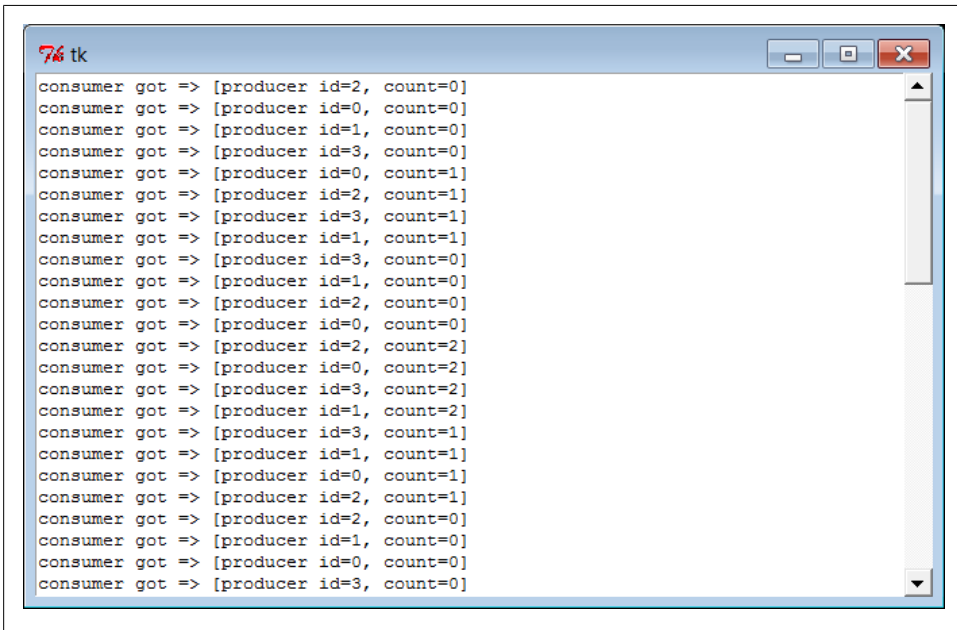 tk
consumer got => [producer id=2, count=0]
consumer got => [producer id=0, count=0]
consumer got => [producer id=1, count=0]
consumer got => [producer id=3, count=0]
consumer got => [producer id=0, count=1]
consumer got => [producer id=2, count=1]
consumer got => [producer id=3, count=1]
consumer got => [producer id=1, count=1]
consumer got => [producer id=3, count=0]
consumer got => [producer id=1, count=0]
consumer got => [producer id=2, count=0]
consumer got => [producer id=0, count=0]
consumer got => [producer id=2, count=2]
consumer got => [producer id=0, count=2]
consumer got => [producer id=3, count=2]
consumer got => [producer id=1, count=2]
consumer got => [producer id=3, count=1]
consumer got => [producer id=1, count=1]
consumer got => [producer id=0, count=1]
consumer got => [producer id=2, count=1]
consumer got => [producer id=2, count=0]
consumer got => [producer id=1, count=0]
consumer got => [producer id=0, count=0]
consumer got => [producer id=3, count=0]